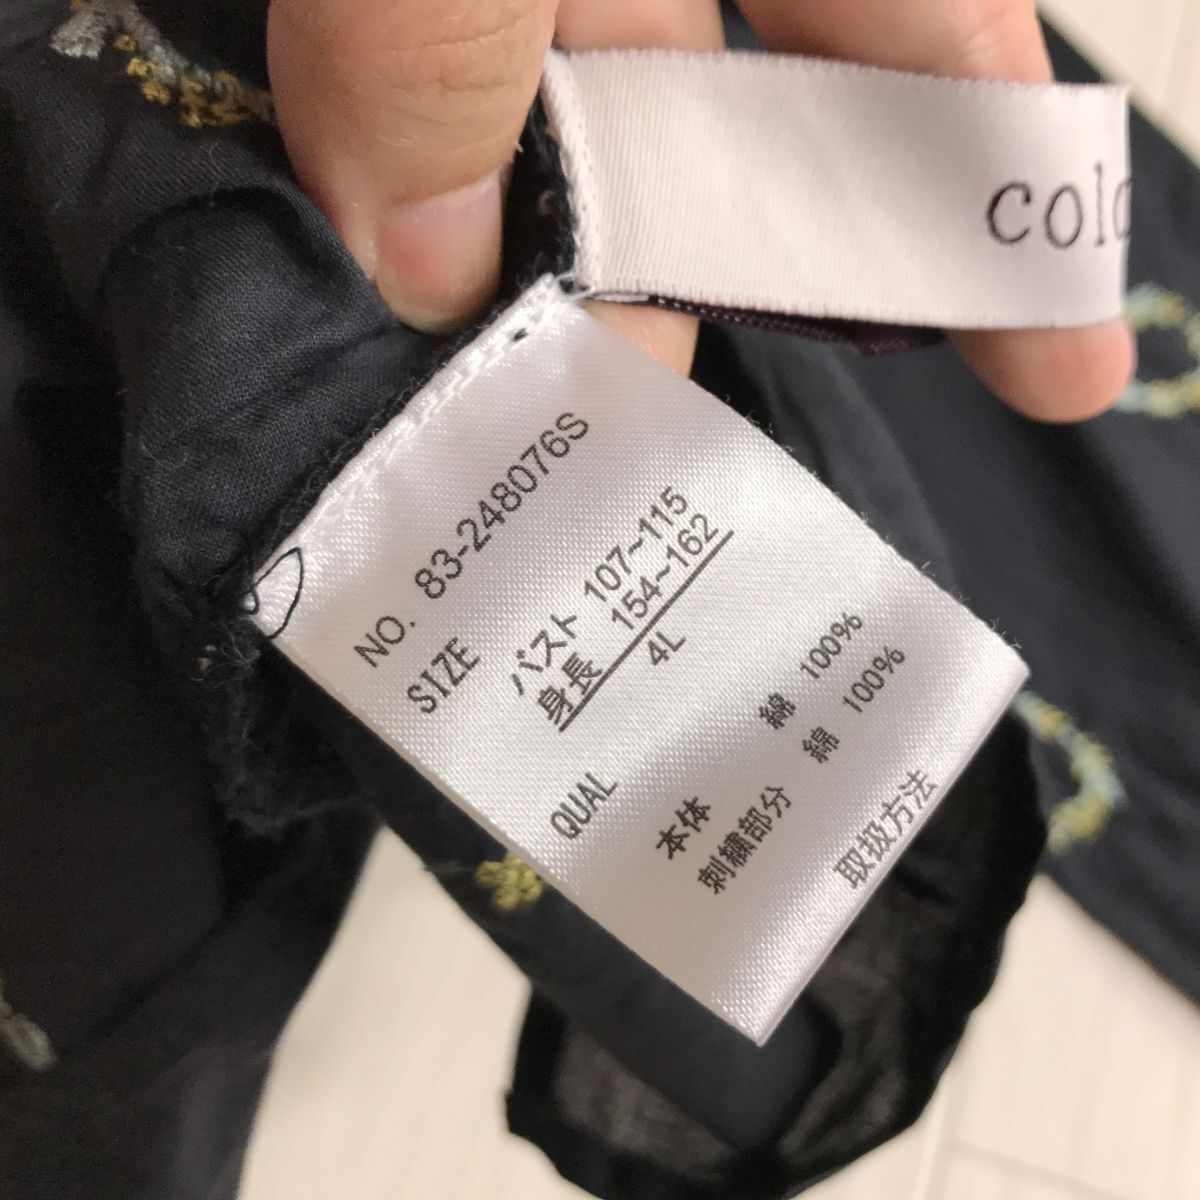 colo
NO. 83-248076S
SIZE
バスト 107~115
身長 154~162
4L
QUAL
本体 綿 100%
刺繍部分 綿 100%
取扱方法